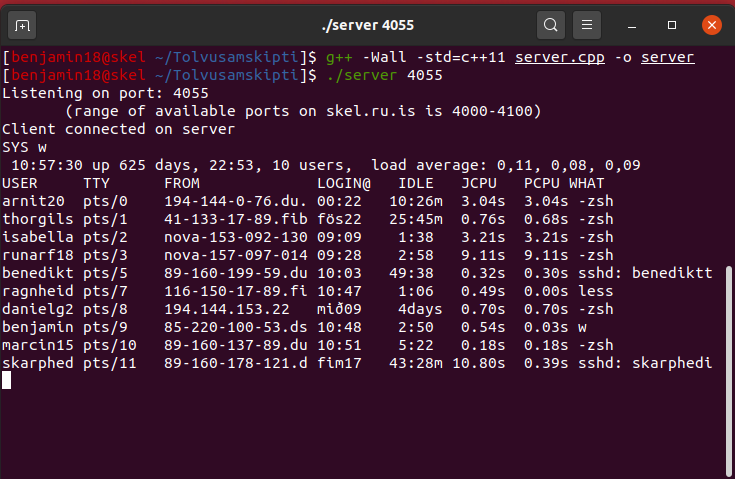 ./server 4055
[benjamin18@skel ~/Tolvusamskipti]$ g++ -Wall -std=c++11 server.cpp -o server
[benjamin18@skel ~/Tolvusamskipti]$ ./server 4055
Listening on port: 4055
(range of available ports on skel.ru.is is 4000-4100)
Client connected on server
SYS w
10:57:30 up 625 days, 22:53, 10 users,  load average: 0,11, 0,08, 0,09
USER     TTY      FROM             LOGIN@   IDLE   JCPU   PCPU WHAT
arnit20  pts/0    194-144-0-76.du. 00:22   10:26m  3.04s  3.04s -zsh
thorgils pts/1    41-133-17-89.fib fös22   25:45m  0.76s  0.68s -zsh
isabella pts/2    nova-153-092-130 09:09    1:38   3.21s  3.21s -zsh
runarf18 pts/3    nova-157-097-014 09:28    2:58   9.11s  9.11s -zsh
benedikt pts/5    89-160-199-59.du 10:03   49:38   0.32s  0.30s sshd: benediktt
ragnheid pts/7    116-150-17-89.fi 10:47    1:06   0.49s  0.00s less
danielg2 pts/8    194.144.153.22   mið09    4days  0.70s  0.70s -zsh
benjamin pts/9    85-220-100-53.ds 10:48    2:50   0.54s  0.03s w
marcin15 pts/10   89-160-137-89.du 10:51    5:22   0.18s  0.18s -zsh
skarphed pts/11   89-160-178-121.d fim17   43:28m 10.80s  0.39s sshd: skarphedi